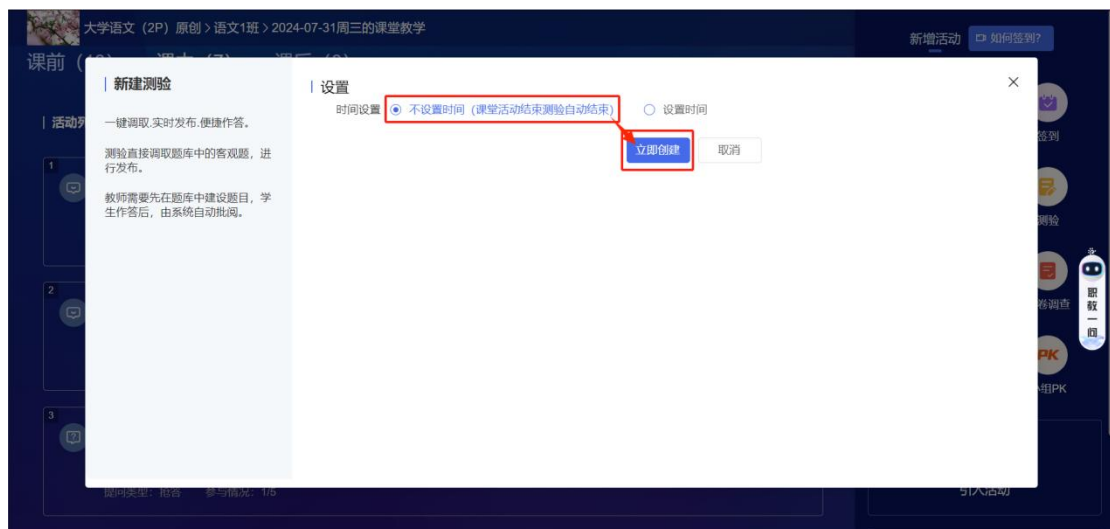 大学语文（2P）原创〉语文1班〉2024-07-31周三的课堂教学
新增活动
如何签到?
课前（
新建测验
设置
×
时间设置
不设置时间（课堂活动结束测验自动结束）
设置时间
活动列
一键调取.实时发布.便捷作答。
签到
立即创建
取消
测验直接调取题库中的客观题，进
行发布。
1
教师需要先在题库中建设题目，学
生作答后，由系统自动批阅。
测验
2
卷调查
职教一问
PK
小组PK
3
提问类型：抢答 参与情况：1/5
引入活动